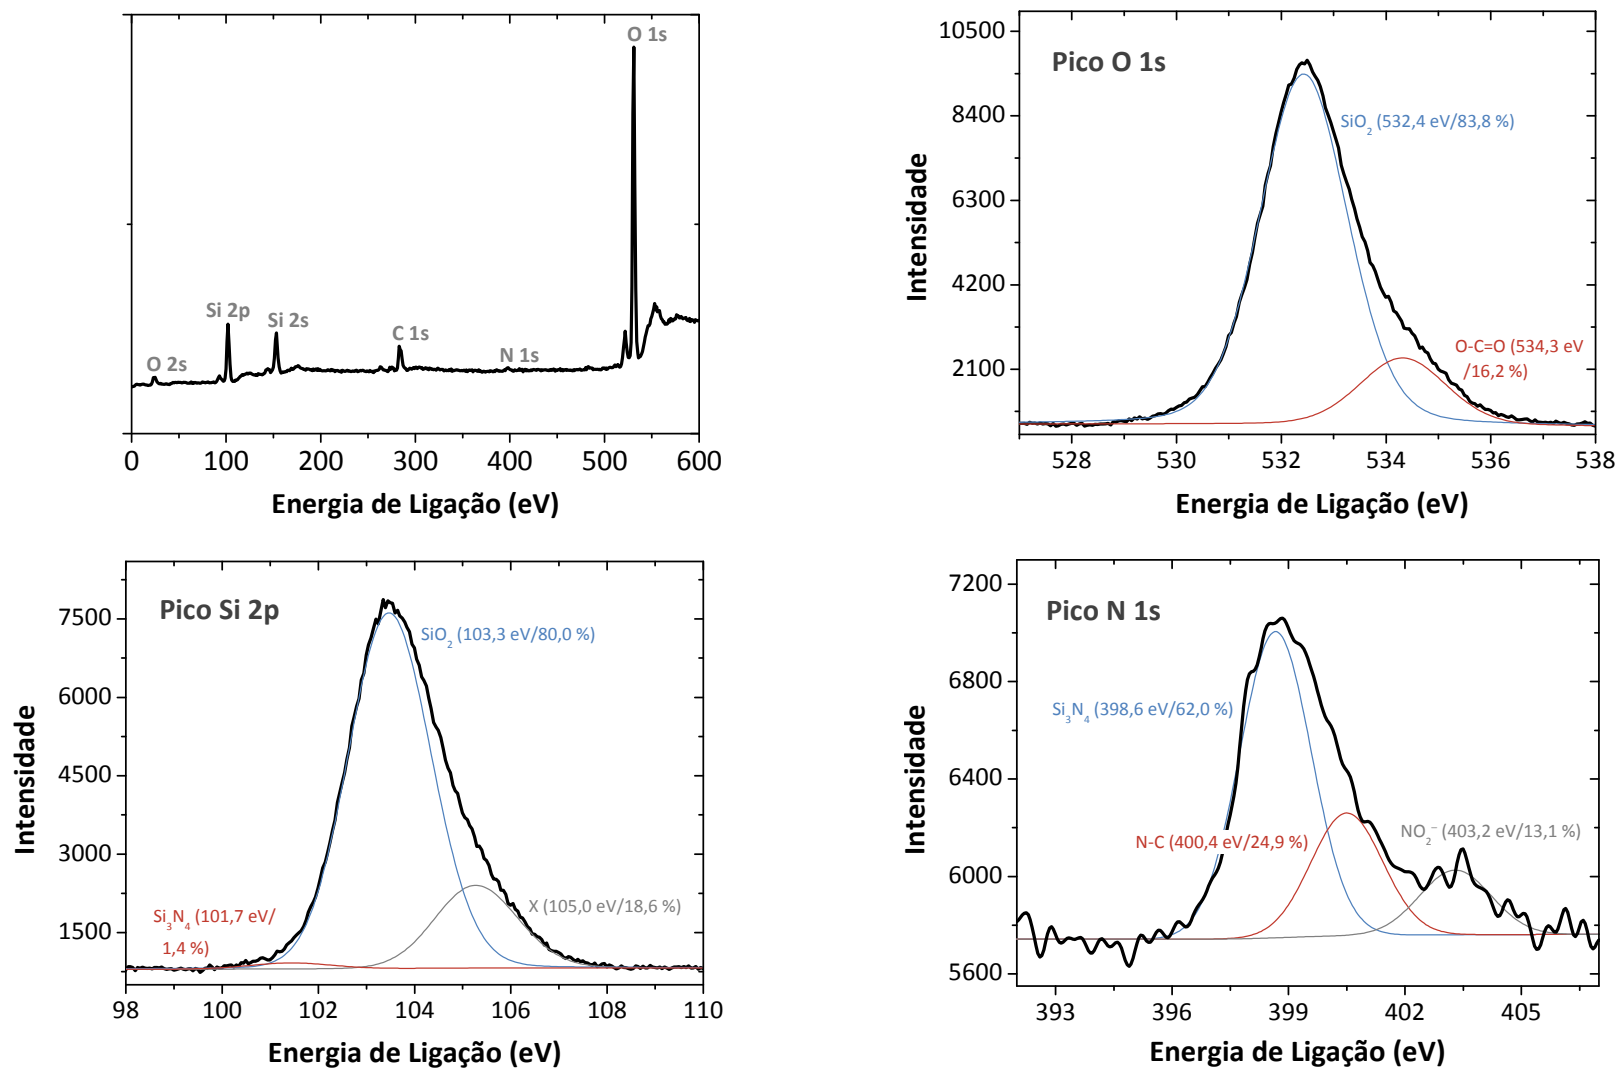 O 1s
Si 2p
Si 2s
C 1s
N 1s
O 2s
0 100 200 300 400 500 600
Energia de Ligação (eV)
10500
8400
6300
4200
2100
Intensidade
Pico O 1s
SiO2 (532,4 eV/83,8 %)
O-C=O (534,3 eV
/16,2 %)
528 530 532 534 536 538
Energia de Ligação (eV)
7500
6000
4500
3000
1500
Intensidade
Pico Si 2p
SiO2 (103,3 eV/80,0 %)
X (105,0 eV/18,6 %)
Si3N4 (101,7 eV/
1,4 %)
98 100 102 104 106 108 110
Energia de Ligação (eV)
7200
6800
6400
6000
5600
Intensidade
Pico N 1s
Si3N4 (398,6 eV/62,0 %)
N-C (400,4 eV/24,9 %)
NO2− (403,2 eV/13,1 %)
393 396 399 402 405
Energia de Ligação (eV)